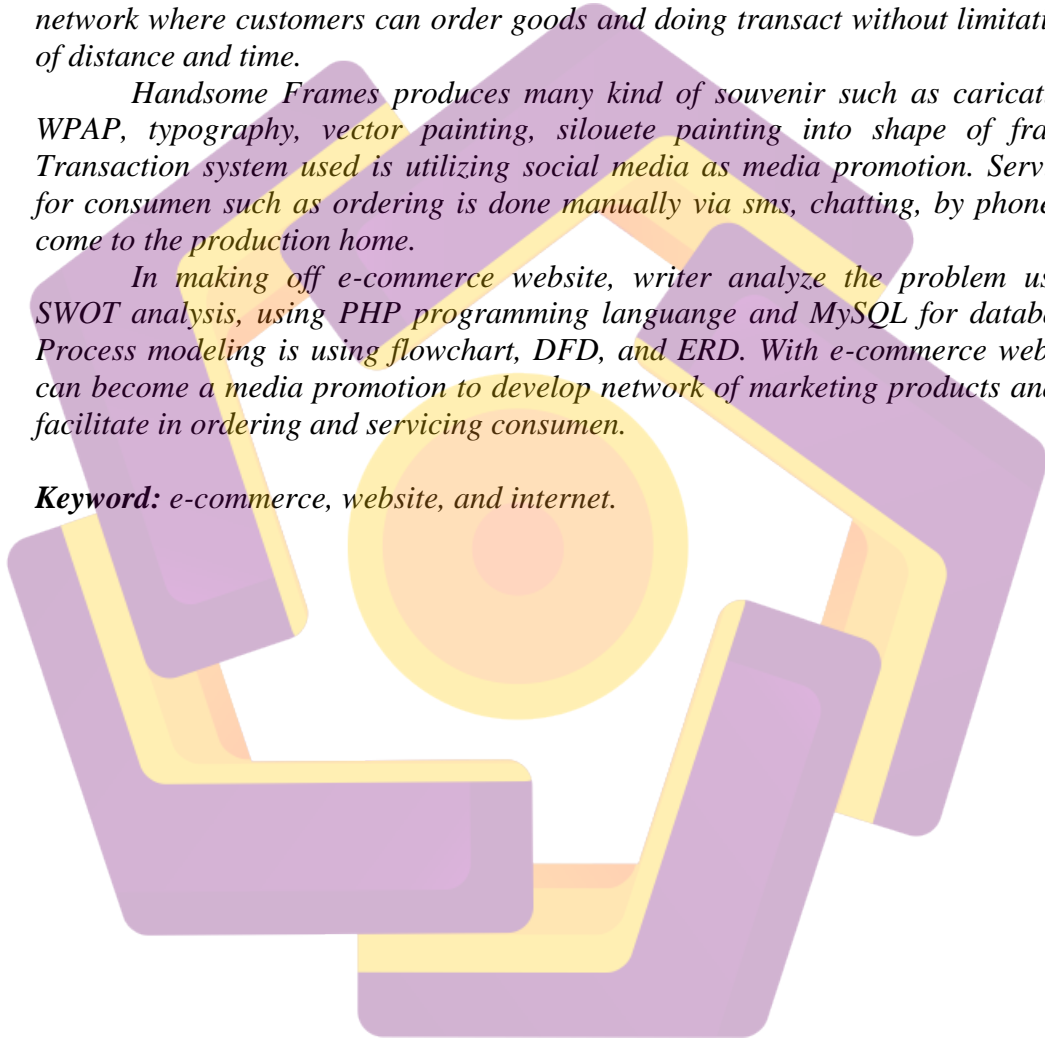 network where customers can order goods and doing transact without limitati
of distance and time.
Handsome Frames produces many kind of souvenir such as caricat
WPAP, typography, vector painting, silouete painting into shape of fra
Transaction system used is utilizing social media as media promotion. Serv
for consumen such as ordering is done manually via sms, chatting, by phone
come to the production home.
In making off e-commerce website, writer analyze the problem us
SWOT analysis, using PHP programming languange and MySQL for databa
Process modeling is using flowchart, DFD, and ERD. With e-commerce web
can become a media promotion to develop network of marketing products and
facilitate in ordering and servicing consumen.
Keyword: e-commerce, website, and internet.